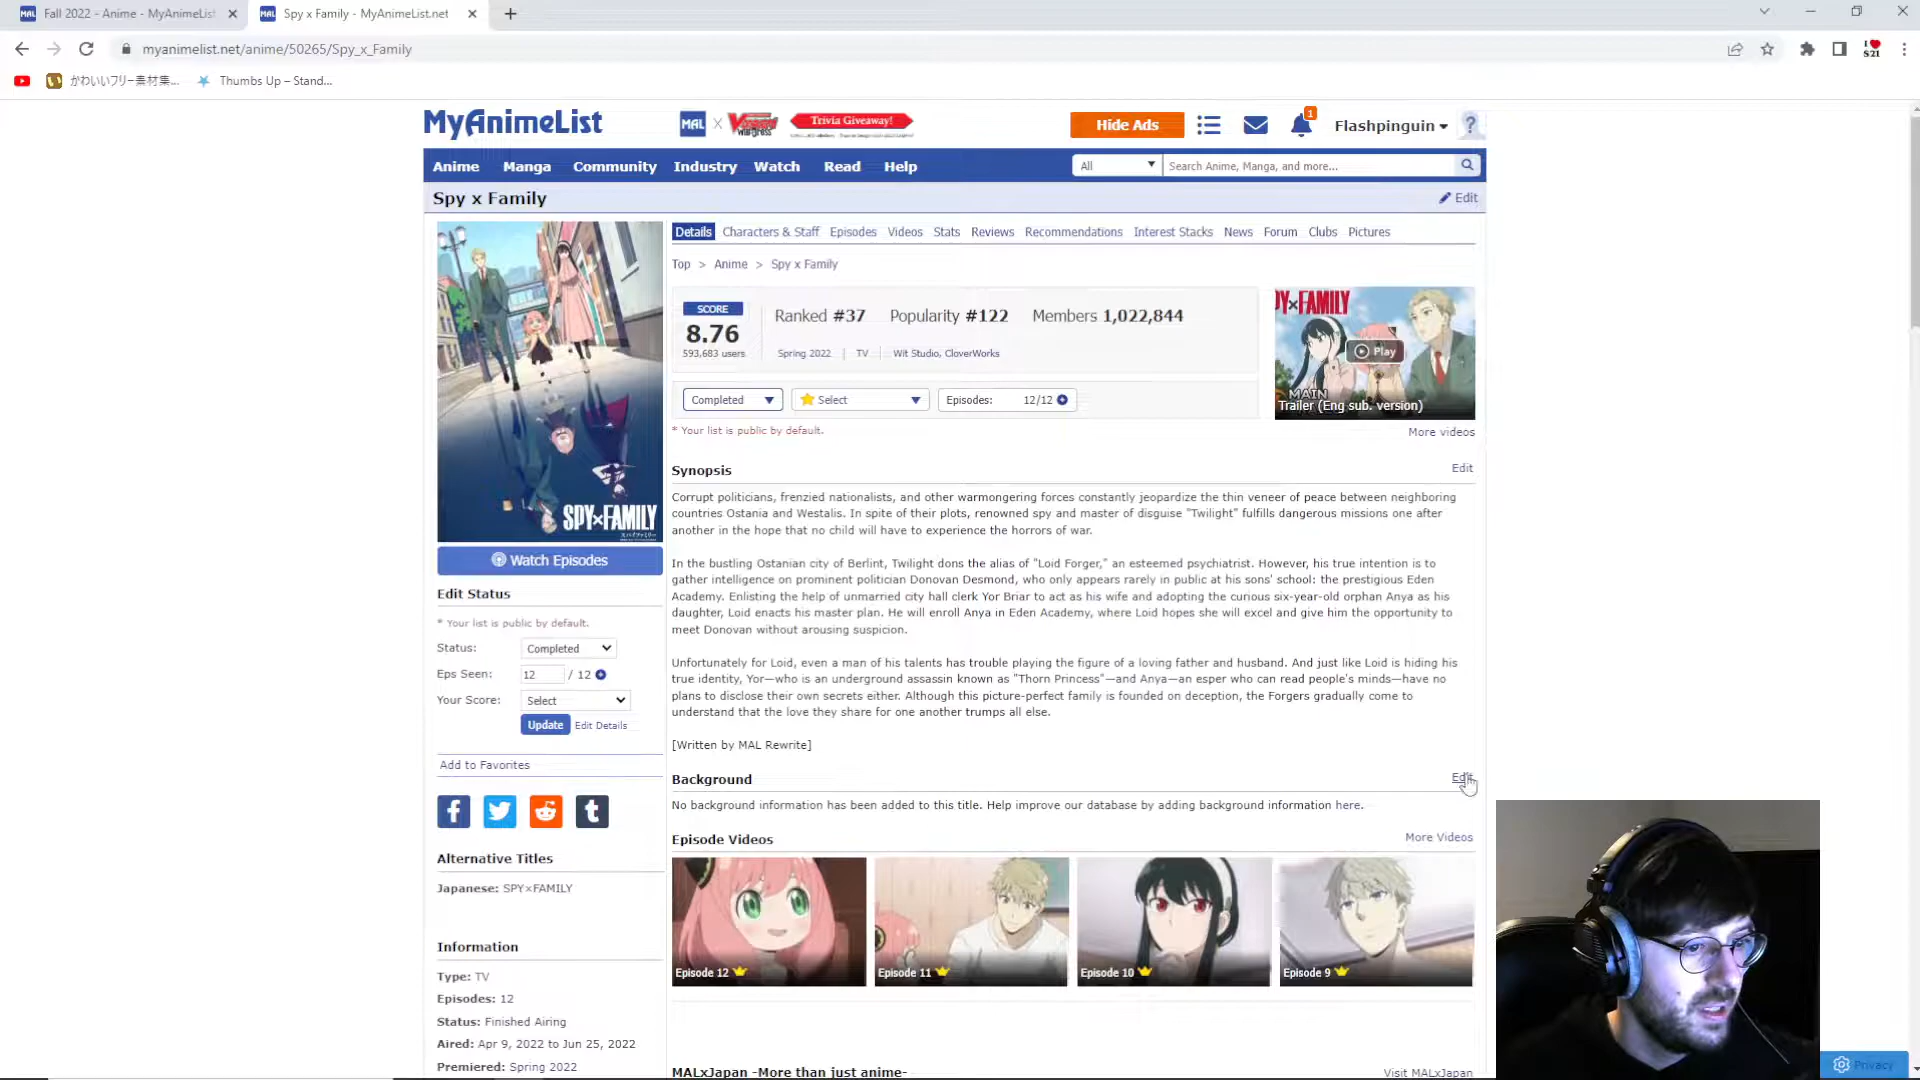 Fall 2022 - Anime - MyAnimeList
Spy x Family - MyAnimeList.net
myanimelist.net/anime/50265/Spy_x_Family
かわいいフリー素材集...
Thumbs Up – Stand...
MyAnimeList
MAL X
Trivia Giveaway!
Hide Ads
1
Flashpinguin
?
Anime Manga Community Industry Watch Read Help
All
Search Anime, Manga, and more...
Spy x Family
Edit
Details Characters & Staff Episodes Videos Stats Reviews Recommendations Interest Stacks News Forum Clubs Pictures
Top > Anime > Spy x Family
SCORE
8.76
593,683 users
Ranked #37 Popularity #122 Members 1,022,844
Spring 2022 | TV | Wit Studio, CloverWorks
Completed
Select
Episodes: 12/12
* Your list is public by default.
Play
MAIN
Trailer (Eng sub. version)
More videos
Synopsis
Edit
Corrupt politicians, frenzied nationalists, and other warmongering forces constantly jeopardize the thin veneer of peace between neighboring
countries Ostania and Westalis. In spite of their plots, renowned spy and master of disguise "Twilight" fulfills dangerous missions one after
another in the hope that no child will have to experience the horrors of war.
In the bustling Ostanian city of Berlint, Twilight dons the alias of "Loid Forger," an esteemed psychiatrist. However, his true intention is to
gather intelligence on prominent politician Donovan Desmond, who only appears rarely in public at his sons' school: the prestigious Eden
Academy. Enlisting the help of unmarried city hall clerk Yor Briar to act as his wife and adopting the curious six-year-old orphan Anya as his
daughter, Loid enacts his master plan. He will enroll Anya in Eden Academy, where Loid hopes she will excel and give him the opportunity to
meet Donovan without arousing suspicion.
Unfortunately for Loid, even a man of his talents has trouble playing the figure of a loving father and husband. And just like Loid is hiding his
true identity, Yor—who is an underground assassin known as "Thorn Princess"—and Anya—an esper who can read people's minds—have no
plans to disclose their own secrets either. Although this picture-perfect family is founded on deception, the Forgers gradually come to
understand that the love they share for one another trumps all else.
[Written by MAL Rewrite]
Background
Edit
No background information has been added to this title. Help improve our database by adding background information here.
Episode Videos
More Videos
Episode 12
Episode 11
Episode 10
Episode 9
MALxJapan -More than just anime-
Visit MALxJapan
SPY×FAMILY
Watch Episodes
Edit Status
* Your list is public by default.
Status: Completed
Eps Seen: 12 / 12
Your Score: Select
Update Edit Details
Add to Favorites
Alternative Titles
Japanese: SPY×FAMILY
Information
Type: TV
Episodes: 12
Status: Finished Airing
Aired: Apr 9, 2022 to Jun 25, 2022
Premiered: Spring 2022
Privacy